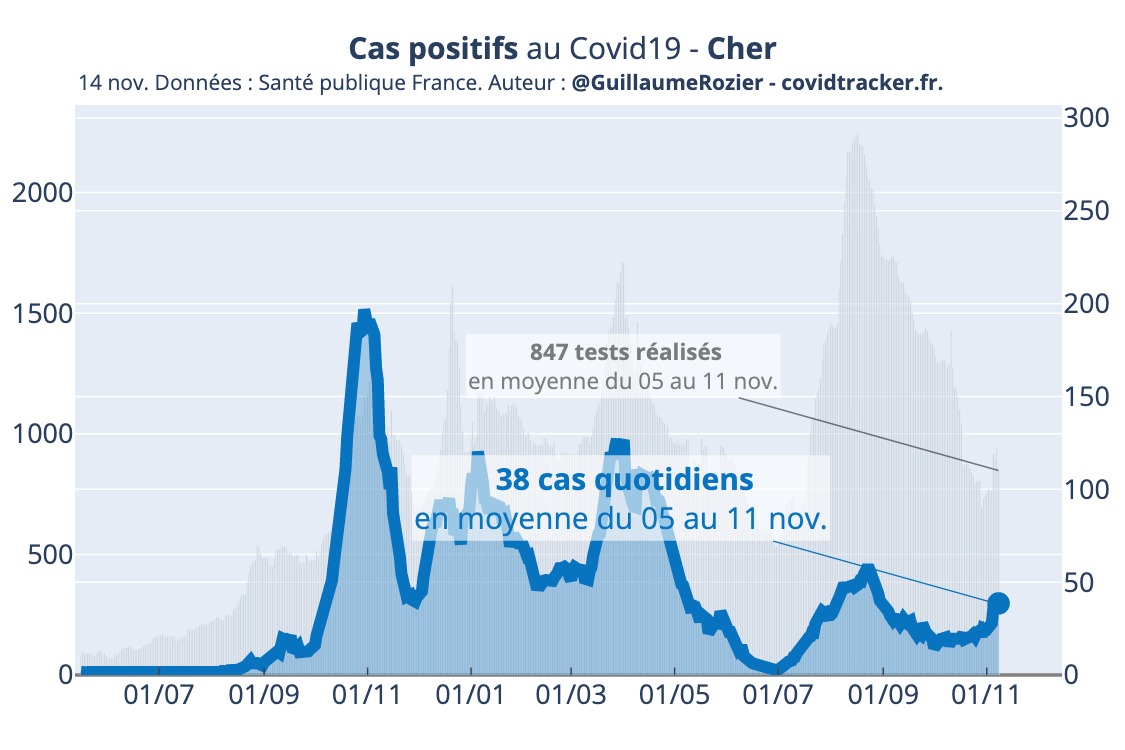 Cas positifs au Covid19 - Cher
14 nov. Données : Santé publique France. Auteur : @GuillaumeRozier - covidtracker.fr.
300
2000
250
1500
200
847 tests réalisés
en moyenne du 05 au 11 nov.
150
1000
38 cas quotidiens
100
en moyenne du 05 au 11 nov.
500
50
0
0
01/07 01/09 01/11 01/01 01/03 01/05 01/07 01/09 01/11